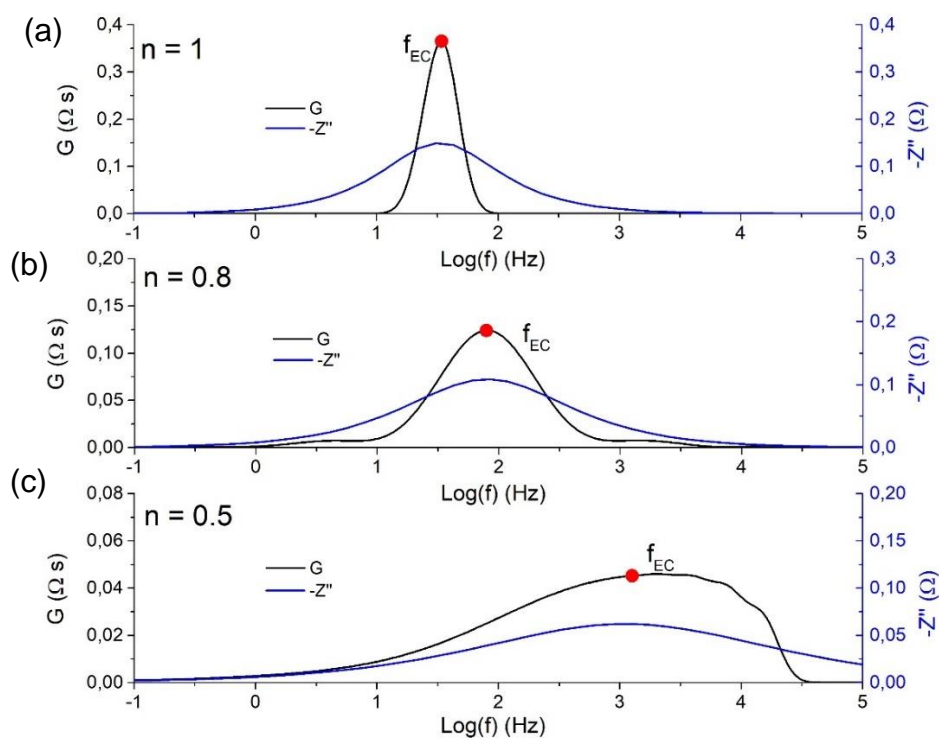 (a)
n = 1
f_EC
G
-Z''
G (Ω s)
0,4
0,3
0,2
0,1
0,0
-Z'' (Ω)
0,4
0,3
0,2
0,1
0,0
-1 0 1 2 3 4 5
Log(f) (Hz)
(b)
n = 0.8
f_EC
G
-Z''
G (Ω s)
0,20
0,15
0,10
0,05
0,00
-Z'' (Ω)
0,3
0,2
0,1
0,0
-1 0 1 2 3 4 5
Log(f) (Hz)
(c)
n = 0.5
f_EC
G
-Z''
G (Ω s)
0,08
0,06
0,04
0,02
0,00
-Z'' (Ω)
0,20
0,15
0,10
0,05
0,00
-1 0 1 2 3 4 5
Log(f) (Hz)